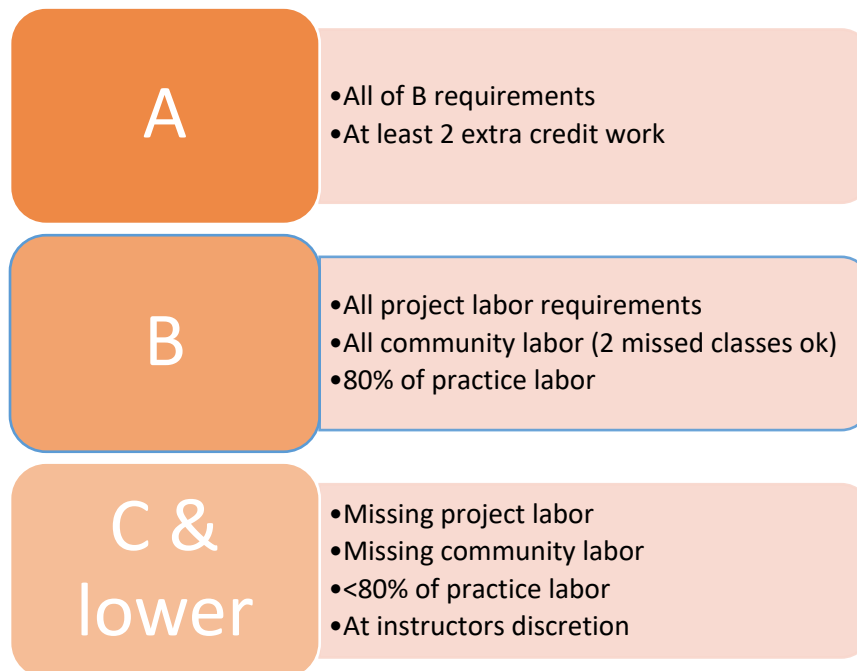 A
•All of B requirements
•At least 2 extra credit work
B
•All project labor requirements
•All community labor (2 missed classes ok)
•80% of practice labor
C &
lower
•Missing project labor
•Missing community labor
•<80% of practice labor
•At instructors discretion